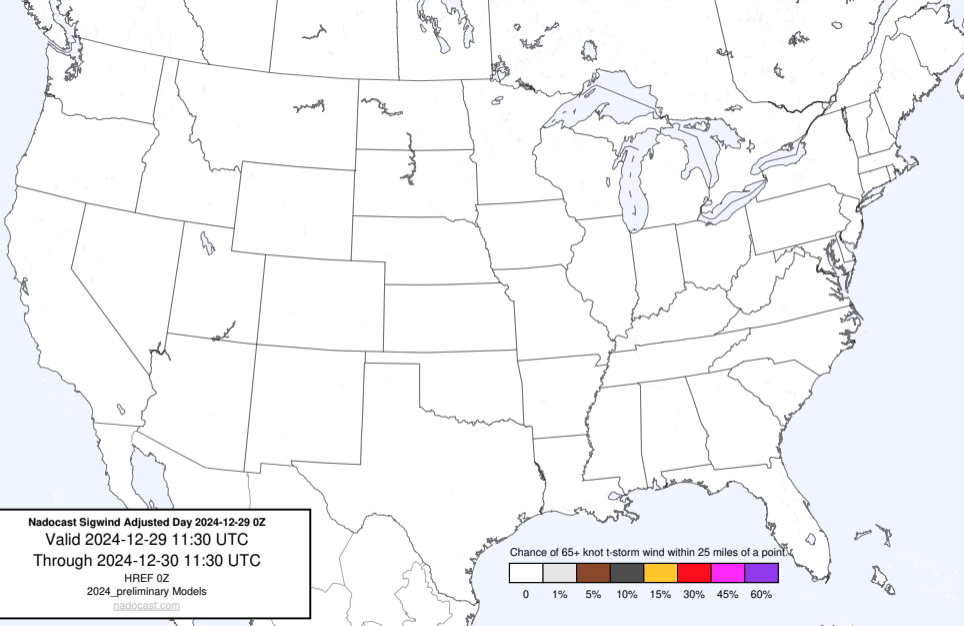 Nadocast Sigwind Adjusted Day 2024-12-29 0Z
Valid 2024-12-29 11:30 UTC
Through 2024-12-30 11:30 UTC
HREF 0Z
2024_preliminary Models
nadocast.com
Chance of 65+ knot t-storm wind within 25 miles of a point.
0 1% 5% 10% 15% 30% 45% 60%